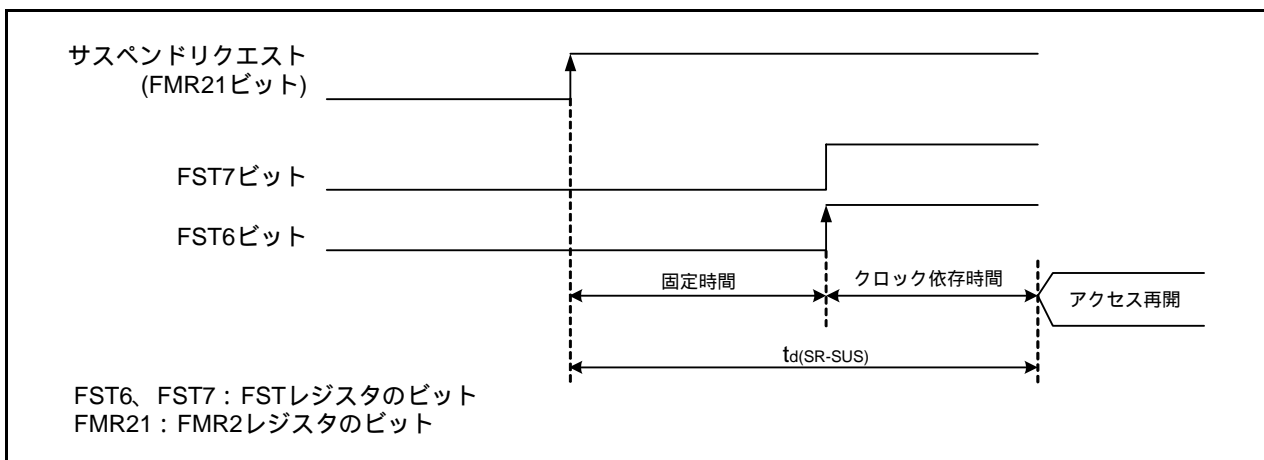 サスペンドリクエスト
(FMR21ビット)
FST7ビット
FST6ビット
固定時間
クロック依存時間
アクセス再開
td(SR-SUS)
FST6、FST7：FSTレジスタのビット
FMR21：FMR2レジスタのビット